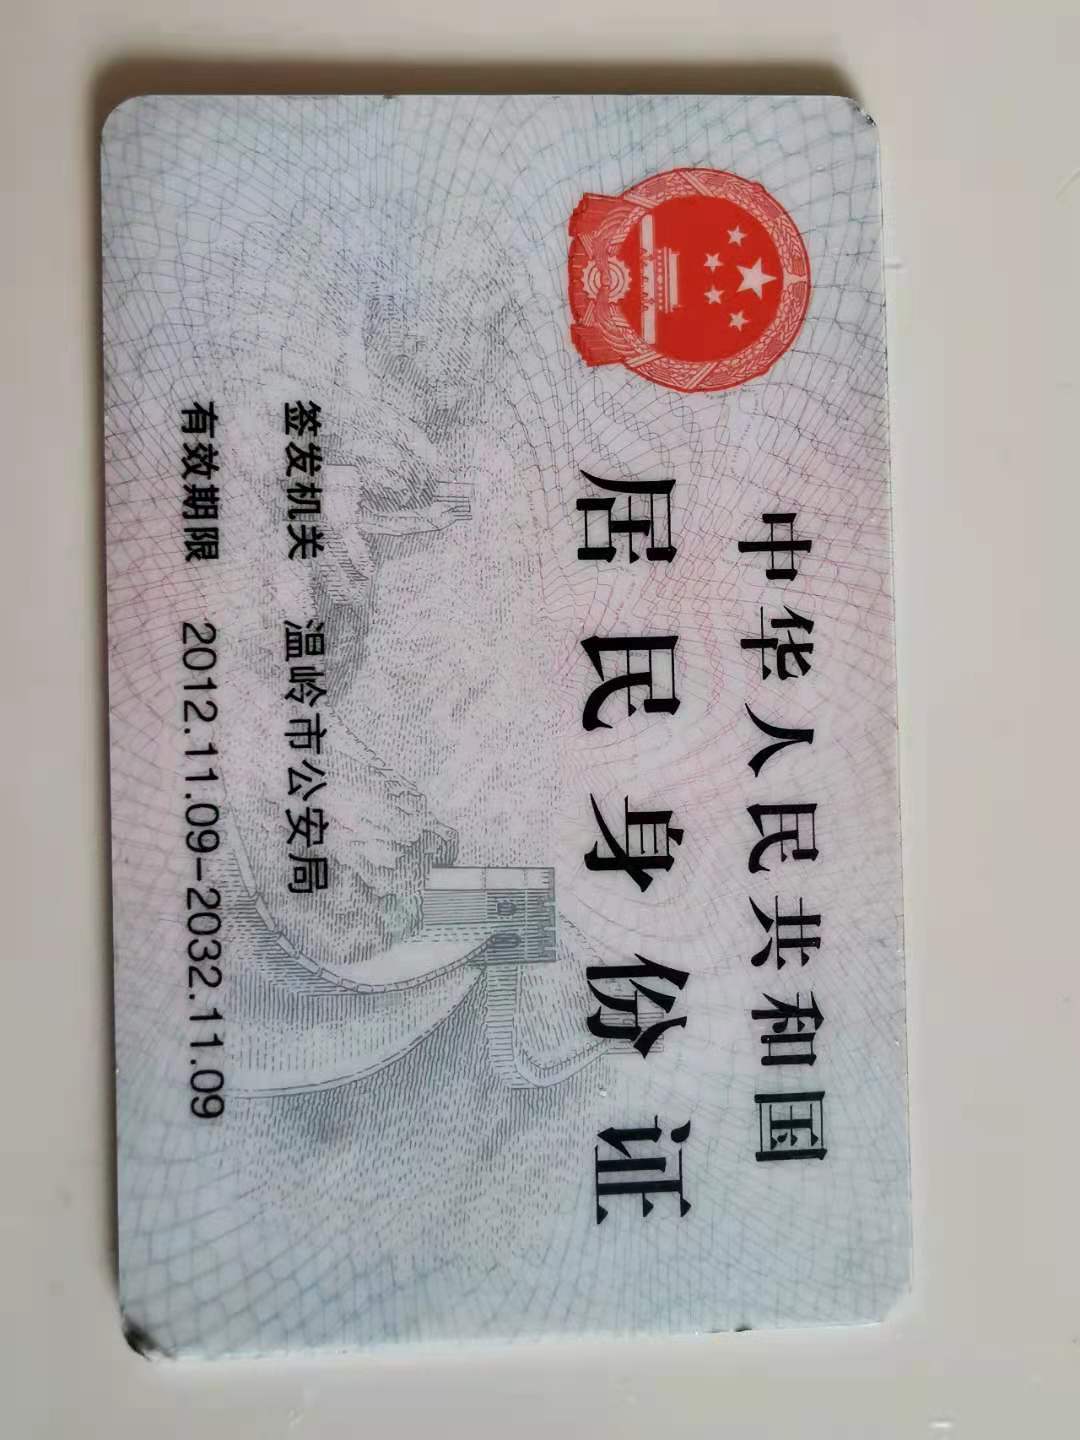 中华人民共和国
居民身份证
签发机关 温岭市公安局
有效期限 2012.11.09-2032.11.09